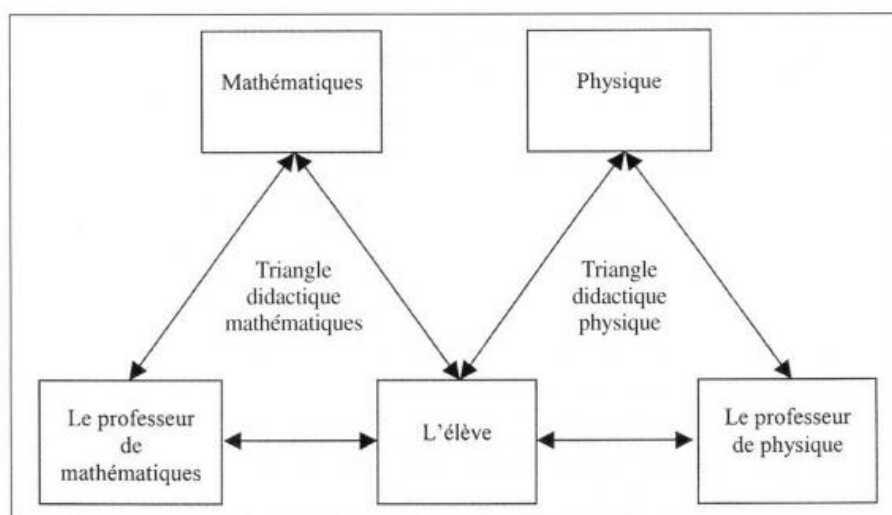 Mathématiques
Physique
Triangle
didactique
mathématiques
Triangle
didactique
physique
Le professeur
de
mathématiques
L'élève
Le professeur
de physique